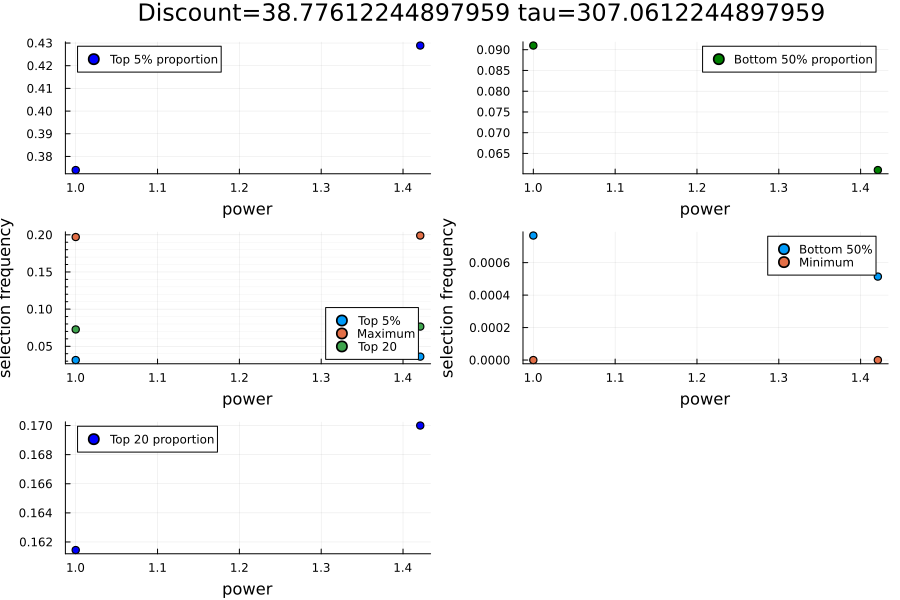 Discount=38.77612244897959 tau=307.0612244897959
0.43
0.42
0.41
0.40
0.39
0.38
Top 5% proportion
1.0 1.1 1.2 1.3 1.4
power
0.090
0.085
0.080
0.075
0.070
0.065
Bottom 50% proportion
1.0 1.1 1.2 1.3 1.4
power
selection frequency
0.20
0.15
0.10
0.05
Top 5%
Maximum
Top 20
1.0 1.1 1.2 1.3 1.4
power
selection frequency
0.0006
0.0004
0.0002
0.0000
Bottom 50%
Minimum
1.0 1.1 1.2 1.3 1.4
power
0.170
0.168
0.166
0.164
0.162
Top 20 proportion
1.0 1.1 1.2 1.3 1.4
power